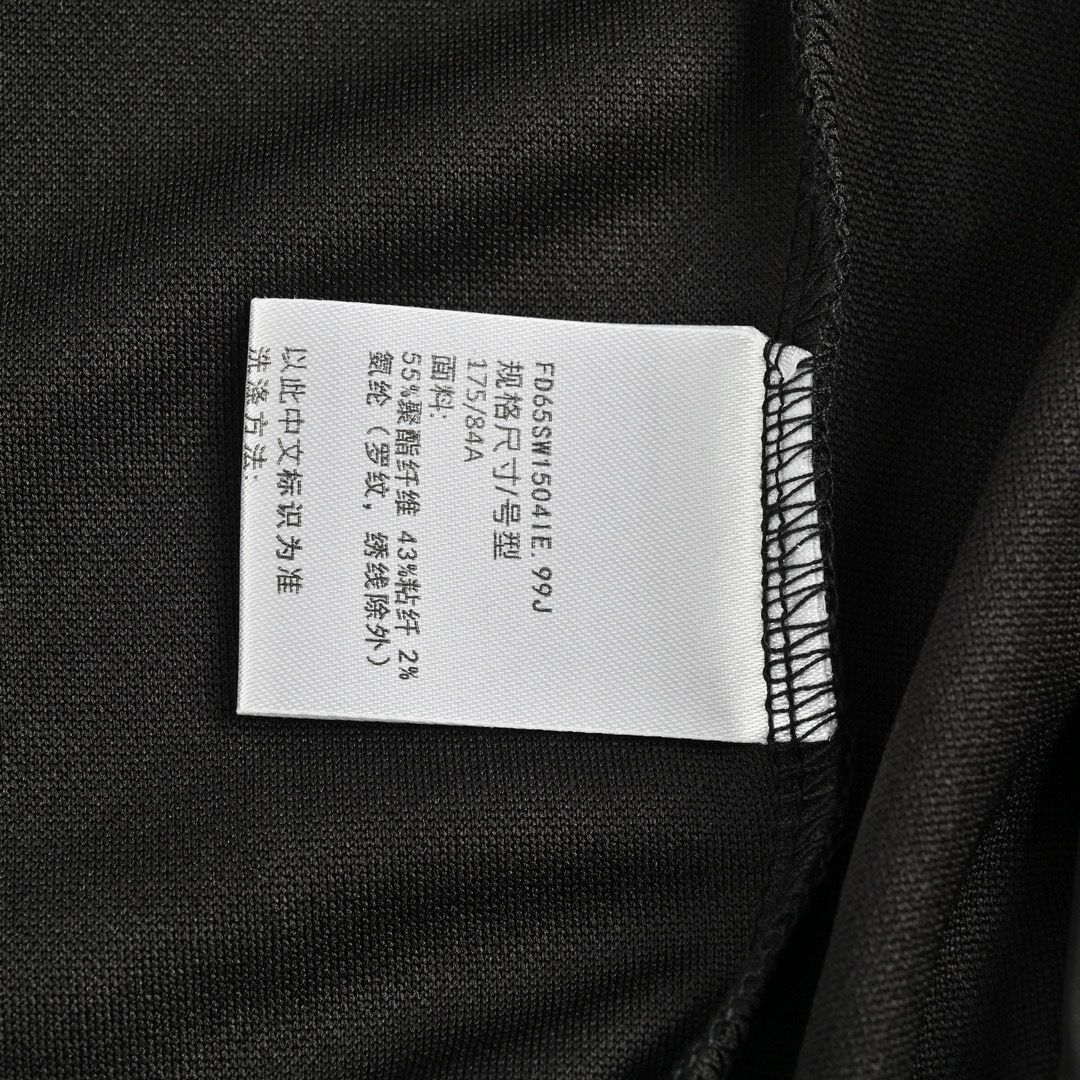 FD65SW15041E.99J
规格尺寸/号型
175/84A
面料:
55%聚酯纤维 43%粘纤 2%
氨纶（罗纹，绣线除外）
以此中文标识为准
洗涤方法: